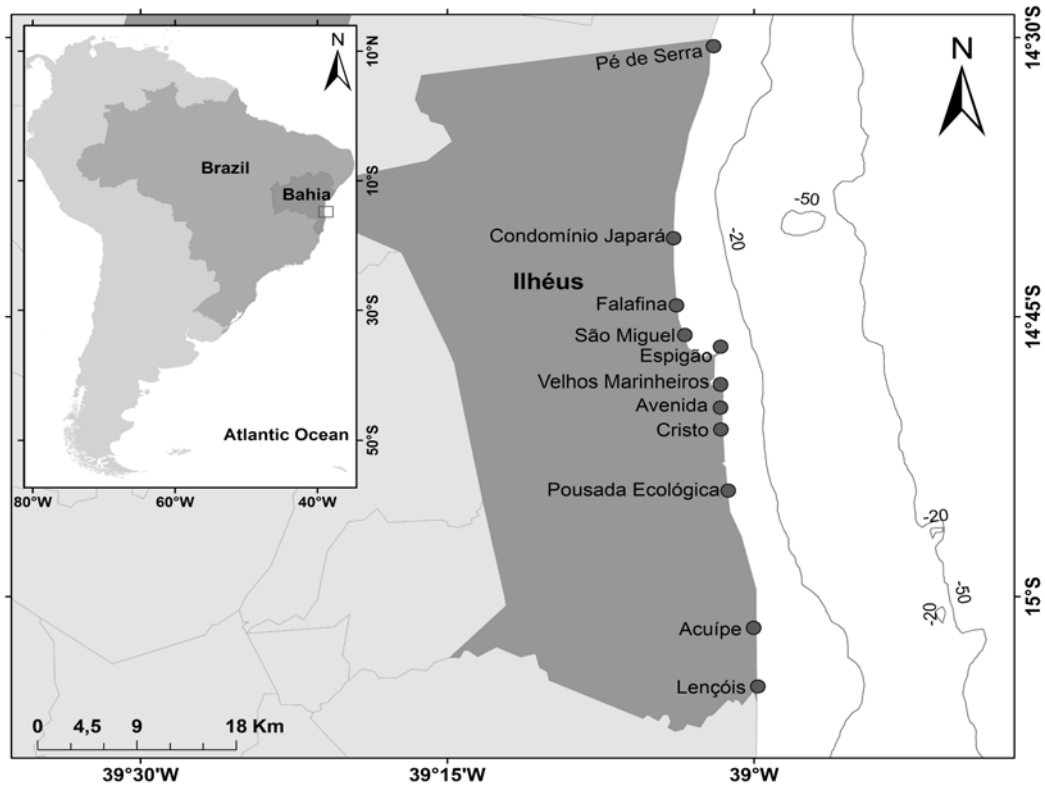 N
10°N
Brazil
10°S
Bahia
30°S
Atlantic Ocean
50°S
80°W
60°W
40°W
N
14°30'S
Pé de Serra
-50
Condomínio Japará
-20
Ilhéus
Falafina
14°45'S
São Miguel
Espigão
Velhos Marinheiros
Avenida
Cristo
Pousada Ecológica
-20
-50
15°S
-20
Acuípe
Lençóis
0 4,5 9 18 Km
39°30'W
39°15'W
39°W